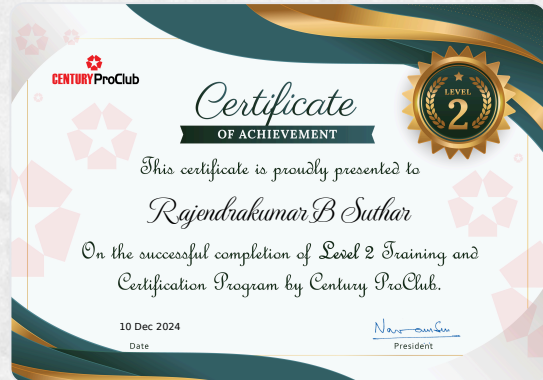 CENTURY ProClub
LEVEL
2
Certificate
OF ACHIEVEMENT
This certificate is proudly presented to
Rajendrakumar B Suthar
On the successful completion of Level 2 Training and
Certification Program by Century ProClub.
10 Dec 2024
Date
President